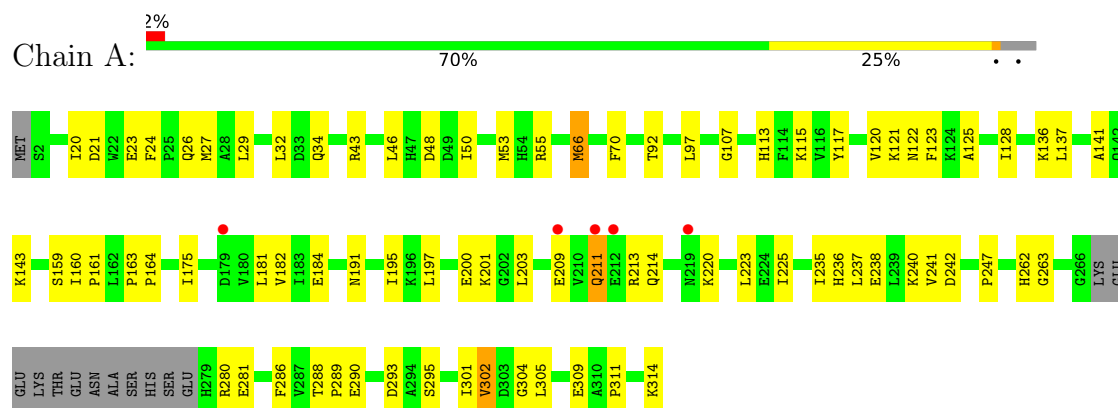 2%
Chain A:
70% 25% • •
MET S2 I20 D21 W22 E23 F24 P25 Q26 M27 A28 L29 L32 D33 Q34 R43 L46 H47 D48 D49 I50 M53 H54 R55 M66 F70 T92 L97 G107 H113 F114 K115 V116 Y117 V120 K121 N122 F123 K124 A125 I128 K136 L137 A141
K143 S159 I160 P161 L162 P163 P164 I175 D179 V180 L181 V182 I183 E184 N191 I195 K196 L197 E200 K201 G202 L203 E209 V210 Q211 E212 R213 Q214 N219 K220 L223 E224 I225 I235 H236 L237 E238 L239 K240 V241 D242 P247 H262 G263 G266 LYS GLU
GLU LYS THR GLU ASN ALA SER HIS SER GLU H279 R280 E281 F286 V287 T288 P289 E290 D293 A294 S295 I301 V302 D303 G304 L305 E309 A310 P311 K314